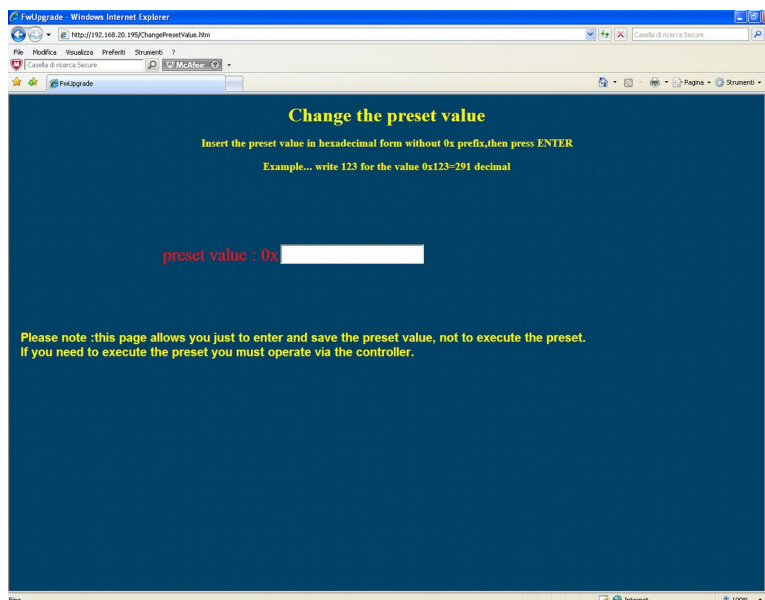 FwUpgrade - Windows Internet Explorer
http://192.168.20.195/ChangePresetValue.htm
Casella di ricerca Secure
File Modifica Visualizza Preferiti Strumenti ?
Casella di ricerca Secure
McAfee
FwUpgrade
Pagina
Strumenti
Change the preset value
Insert the preset value in hexadecimal form without 0x prefix,then press ENTER
Example... write 123 for the value 0x123=291 decimal
preset value : 0x
Please note :this page allows you just to enter and save the preset value, not to execute the preset.
If you need to execute the preset you must operate via the controller.
Internet
100%